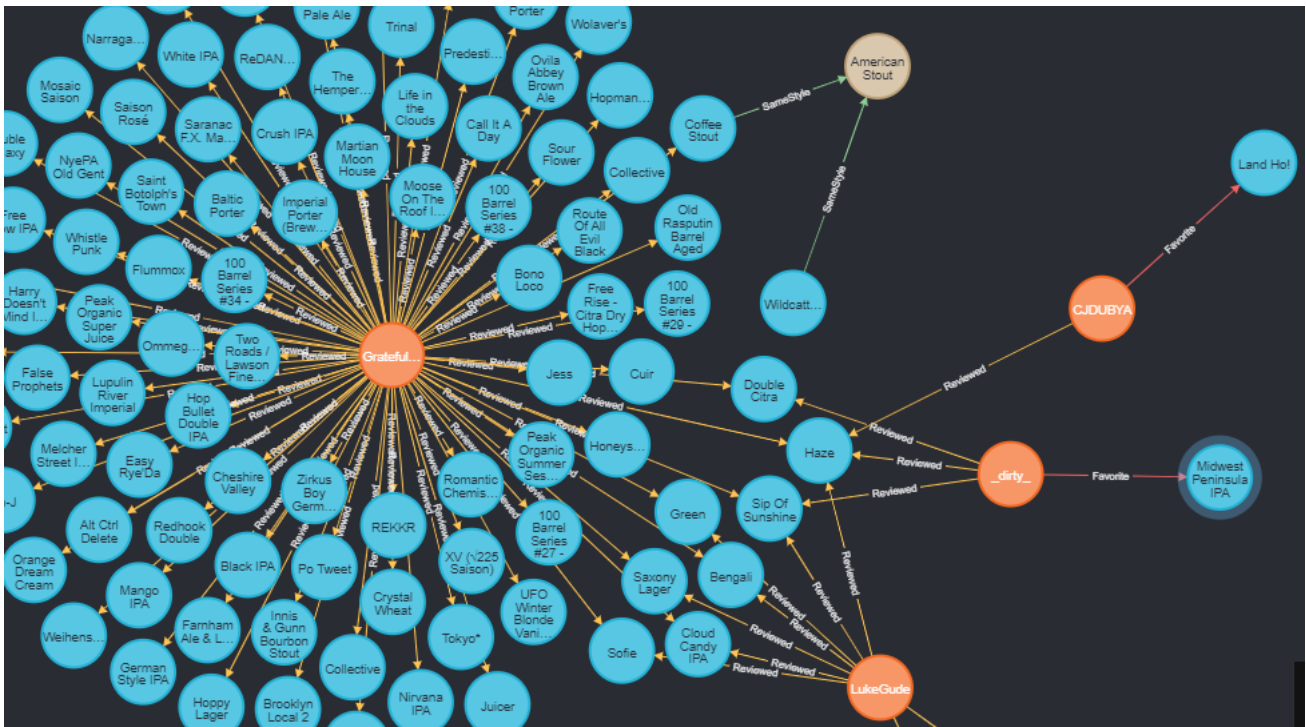 Pale Ale
Trinal
Porter
Wolaver's
Narraga...
White IPA
ReDAN...
Predesti...
American
Stout
The
Hemper...
Ovila
Abbey
Brown
Ale
Mosaic
Saison
Saison
Rosé
Life in
the
Clouds
Hopman...
SameStyle
Saranac
F.X. Ma...
Crush IPA
Call It A
Day
Coffee
Stout
Martian
Moon
House
Sour
Flower
NyePA
Old Gent
Collective
Land Ho!
Saint
Botolph's
Town
Baltic
Porter
Imperial
Porter
(Brew...
Moose
On The
Roof I...
100
Barrel
Series
#38 -
SameStyle
Free
Whistle
Punk
Route
Of All
Evil
Black
Old
Rasputin
Barrel
Aged
Favorite
Flummox
100
Barrel
Series
#34 -
Bono
Loco
Harry
Doesn't
Mind I...
Peak
Organic
Super
Juice
Free
Rise -
Citra Dry
Hop...
100
Barrel
Series
#29 -
Wildcatt...
CJDUBYA
Ommeg...
Two
Roads /
Lawson
Fine...
Grateful...
False
Prophets
Jess
Cuir
Double
Citra
Reviewed
Lupulin
River
Imperial
Hop
Bullet
Double
IPA
Reviewed
Melcher
Street I...
Easy
Rye'Da
Peak
Organic
Summer
Ses...
Honeys...
Haze
Reviewed
_dirty_
Favorite
Midwest
Peninsula
IPA
Cheshire
Valley
Zirkus
Boy
Germ...
Romantic
Chemis...
Reviewed
Alt Ctrl
Delete
Redhook
Double
REKKR
100
Barrel
Series
#27 -
Green
Sip Of
Sunshine
Orange
Dream
Cream
Mango
IPA
Black IPA
Po Tweet
XV (√225
Saison)
Saxony
Lager
Bengali
Reviewed
Crystal
Wheat
UFO
Winter
Blonde
Vani...
Reviewed
Weihens...
Farnham
Ale & L...
Innis
& Gunn
Bourbon
Stout
Tokyo*
Sofie
Cloud
Candy
IPA
Reviewed
German
Style IPA
Collective
LukeGude
Hoppy
Lager
Brooklyn
Local 2
Nirvana
IPA
Juicer